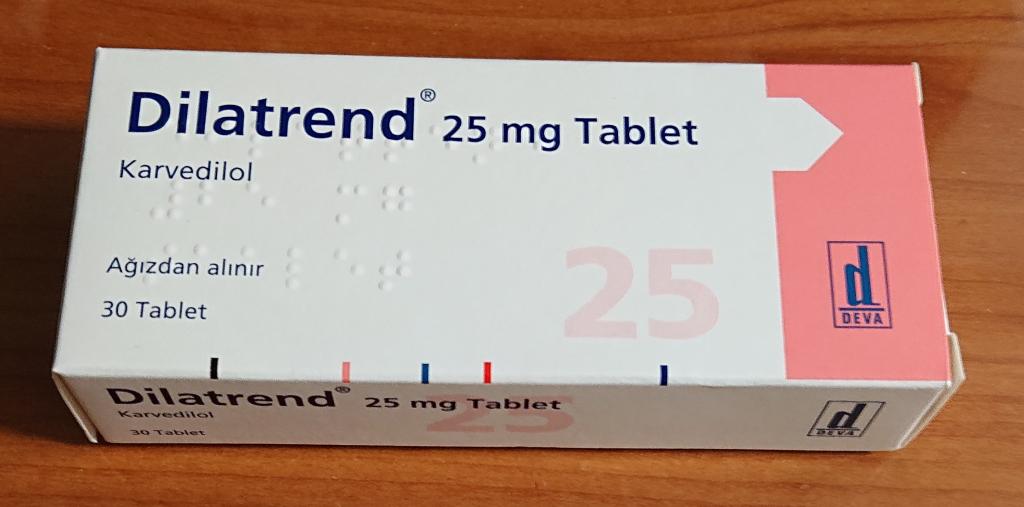 Dilatrend® 25 mg Tablet
Karvedilol
Ağızdan alınır
30 Tablet
25
d
DEVA
Dilatrend® 25 mg Tablet
Karvedilol
25
30 Tablet
d
DEVA